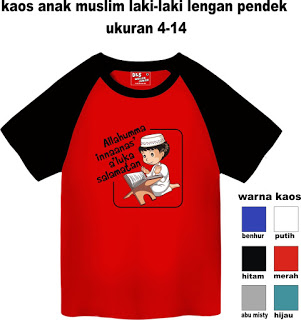 kaos anak muslim laki-laki lengan pendek
ukuran 4-14
Allahumma
innaanas'
a'luka
salamatan
warna kaos
benhur
putih
hitam
merah
abu misty
hijau